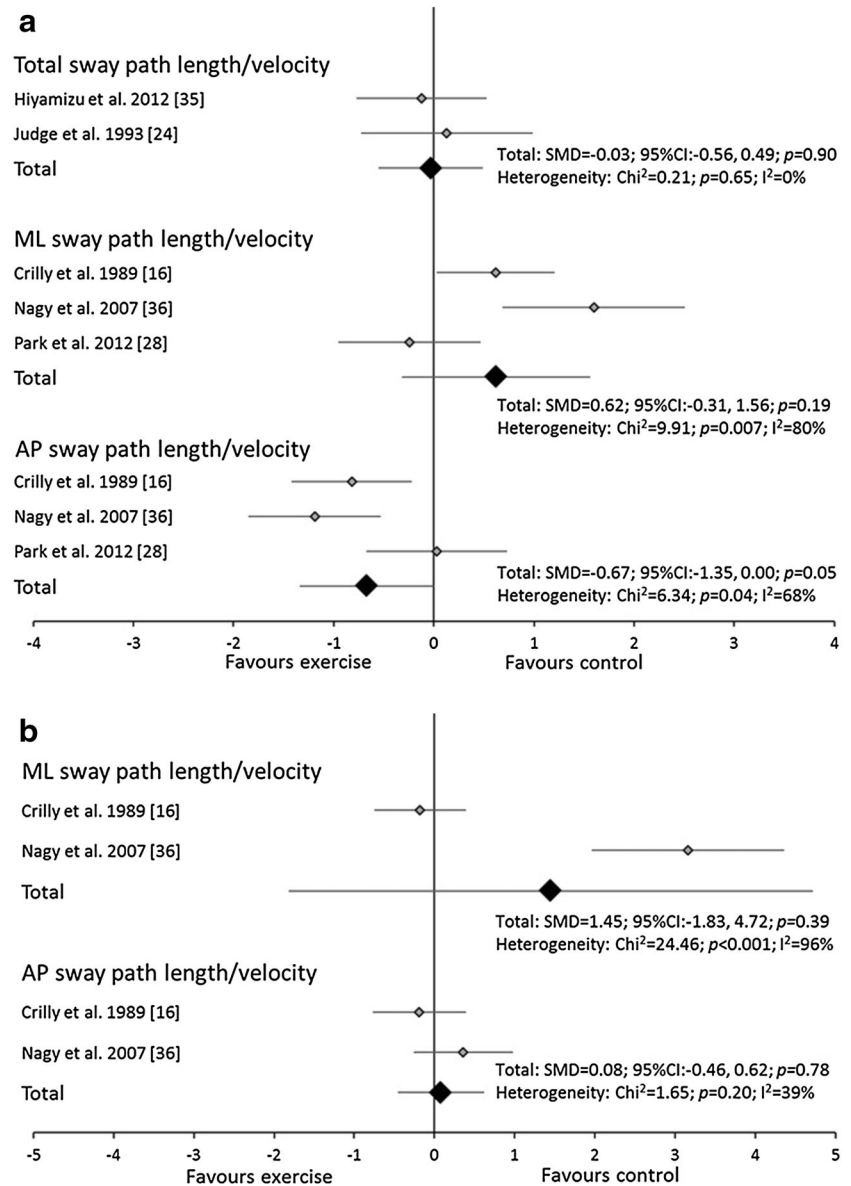 a
Total sway path length/velocity
Hiyamizu et al. 2012 [35]
Judge et al. 1993 [24]
Total
Total: SMD=-0.03; 95%CI:-0.56, 0.49; p=0.90
Heterogeneity: Chi²=0.21; p=0.65; I²=0%
ML sway path length/velocity
Crilly et al. 1989 [16]
Nagy et al. 2007 [36]
Park et al. 2012 [28]
Total
Total: SMD=0.62; 95%CI:-0.31, 1.56; p=0.19
Heterogeneity: Chi²=9.91; p=0.007; I²=80%
AP sway path length/velocity
Crilly et al. 1989 [16]
Nagy et al. 2007 [36]
Park et al. 2012 [28]
Total
Total: SMD=-0.67; 95%CI:-1.35, 0.00; p=0.05
Heterogeneity: Chi²=6.34; p=0.04; I²=68%
-4 -3 -2 -1 0 1 2 3 4
Favours exercise Favours control
b
ML sway path length/velocity
Crilly et al. 1989 [16]
Nagy et al. 2007 [36]
Total
Total: SMD=1.45; 95%CI:-1.83, 4.72; p=0.39
Heterogeneity: Chi²=24.46; p<0.001; I²=96%
AP sway path length/velocity
Crilly et al. 1989 [16]
Nagy et al. 2007 [36]
Total
Total: SMD=0.08; 95%CI:-0.46, 0.62; p=0.78
Heterogeneity: Chi²=1.65; p=0.20; I²=39%
-5 -4 -3 -2 -1 0 1 2 3 4 5
Favours exercise Favours control